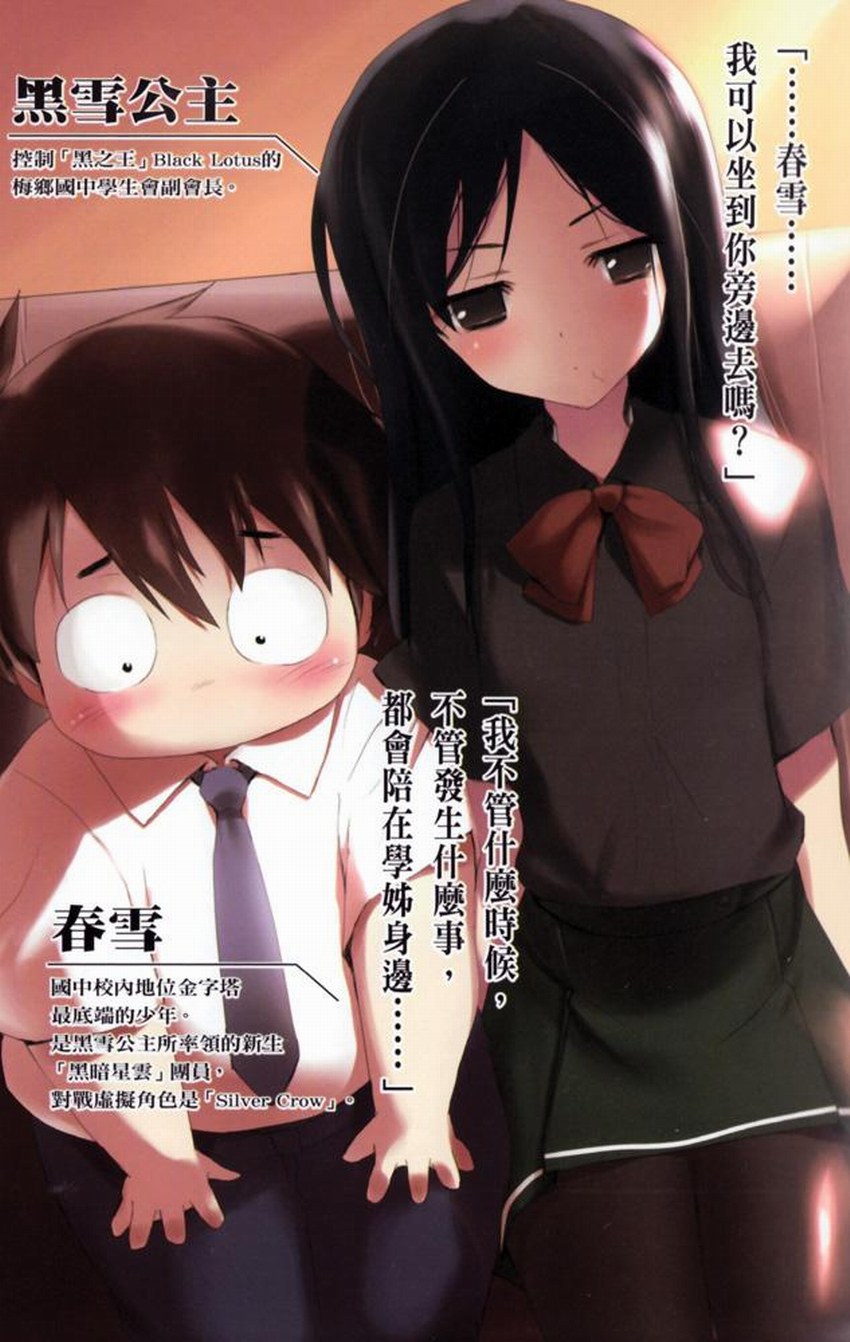 「……春雪……
我可以坐到你旁邊去嗎？」
黑雪公主
控制「黑之王」Black Lotus的
梅鄉國中學生會副會長。
「我不管什麼時候，
不管發生什麼事，
都會陪在學姊身邊……」
春雪
國中校內地位金字塔
最底端的少年。
是黑雪公主所率領的新生
「黑暗星雲」團員，
對戰虛擬角色是「Silver Crow」。